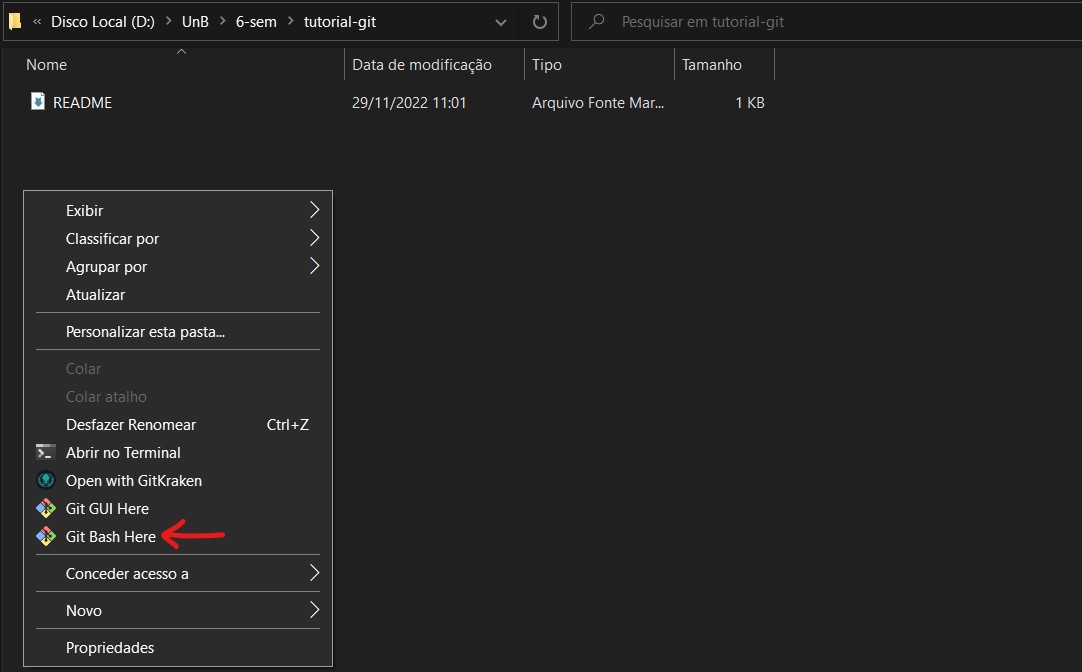 « Disco Local (D:) > UnB > 6-sem > tutorial-git Pesquisar em tutorial-git
Nome Data de modificação Tipo Tamanho
README 29/11/2022 11:01 Arquivo Fonte Mar... 1 KB
Exibir
Classificar por
Agrupar por
Atualizar
Personalizar esta pasta...
Colar
Colar atalho
Desfazer Renomear Ctrl+Z
Abrir no Terminal
Open with GitKraken
Git GUI Here
Git Bash Here
Conceder acesso a
Novo
Propriedades